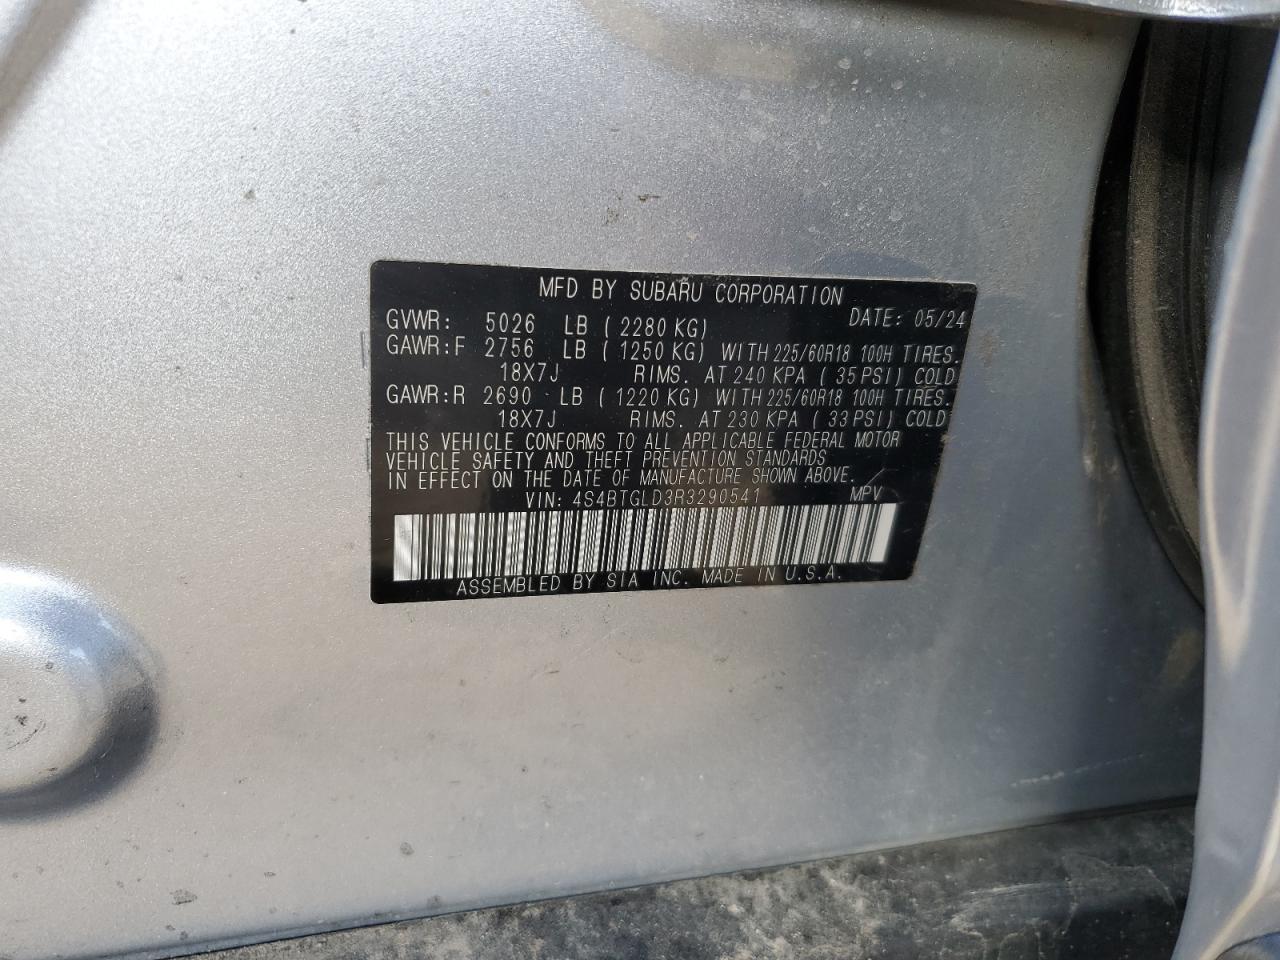 MFD BY SUBARU CORPORATION
GVWR: 5026 LB ( 2280 KG) DATE: 05/24
GAWR:F 2756 LB ( 1250 KG) WITH 225/60R18 100H TIRES.
18X7J RIMS. AT 240 KPA ( 35 PSI) COLD
GAWR:R 2690 LB ( 1220 KG) WITH 225/60R18 100H TIRES.
18X7J RIMS. AT 230 KPA ( 33 PSI) COLD
THIS VEHICLE CONFORMS TO ALL APPLICABLE FEDERAL MOTOR
VEHICLE SAFETY AND THEFT PREVENTION STANDARDS
IN EFFECT ON THE DATE OF MANUFACTURE SHOWN ABOVE.
VIN: 4S4BTGLD3R3290541 MPV
ASSEMBLED BY SIA INC. MADE IN U.S.A.